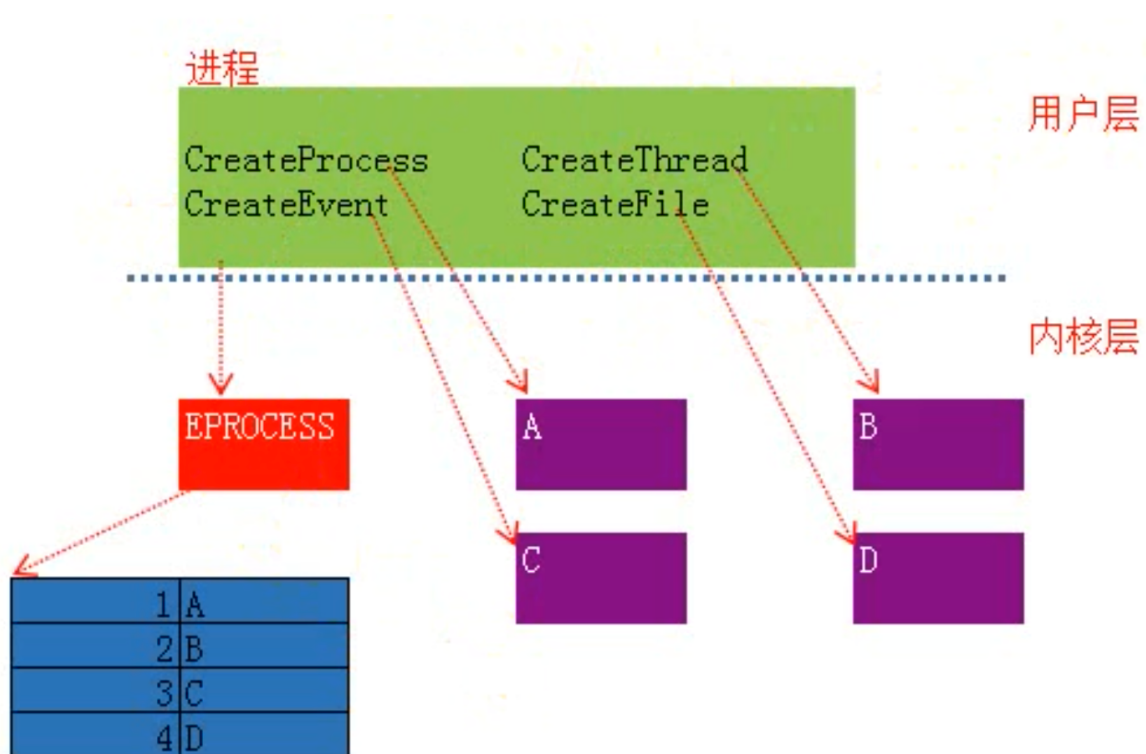 进程
用户层
CreateProcess CreateThread
CreateEvent CreateFile
内核层
EPROCESS
A
B
C
D
1 A
2 B
3 C
4 D